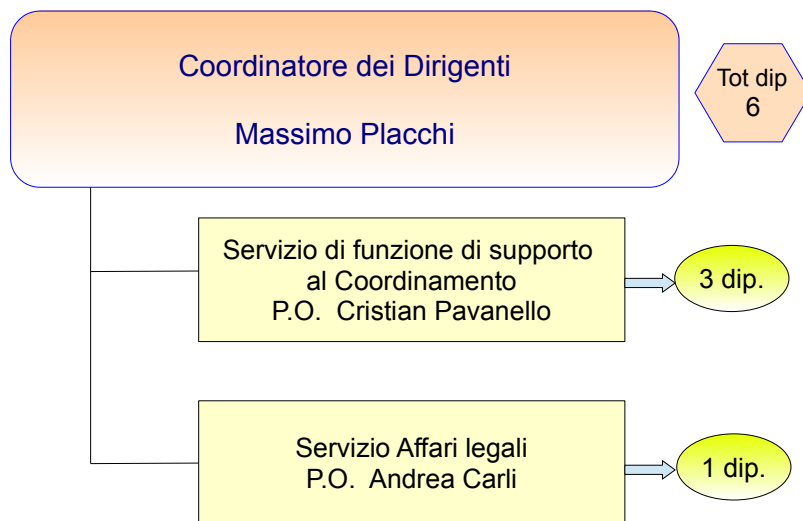 Coordinatore dei Dirigenti
Massimo Placchi
Tot dip
6
Servizio di funzione di supporto
al Coordinamento
P.O. Cristian Pavanello
3 dip.
Servizio Affari legali
P.O. Andrea Carli
1 dip.